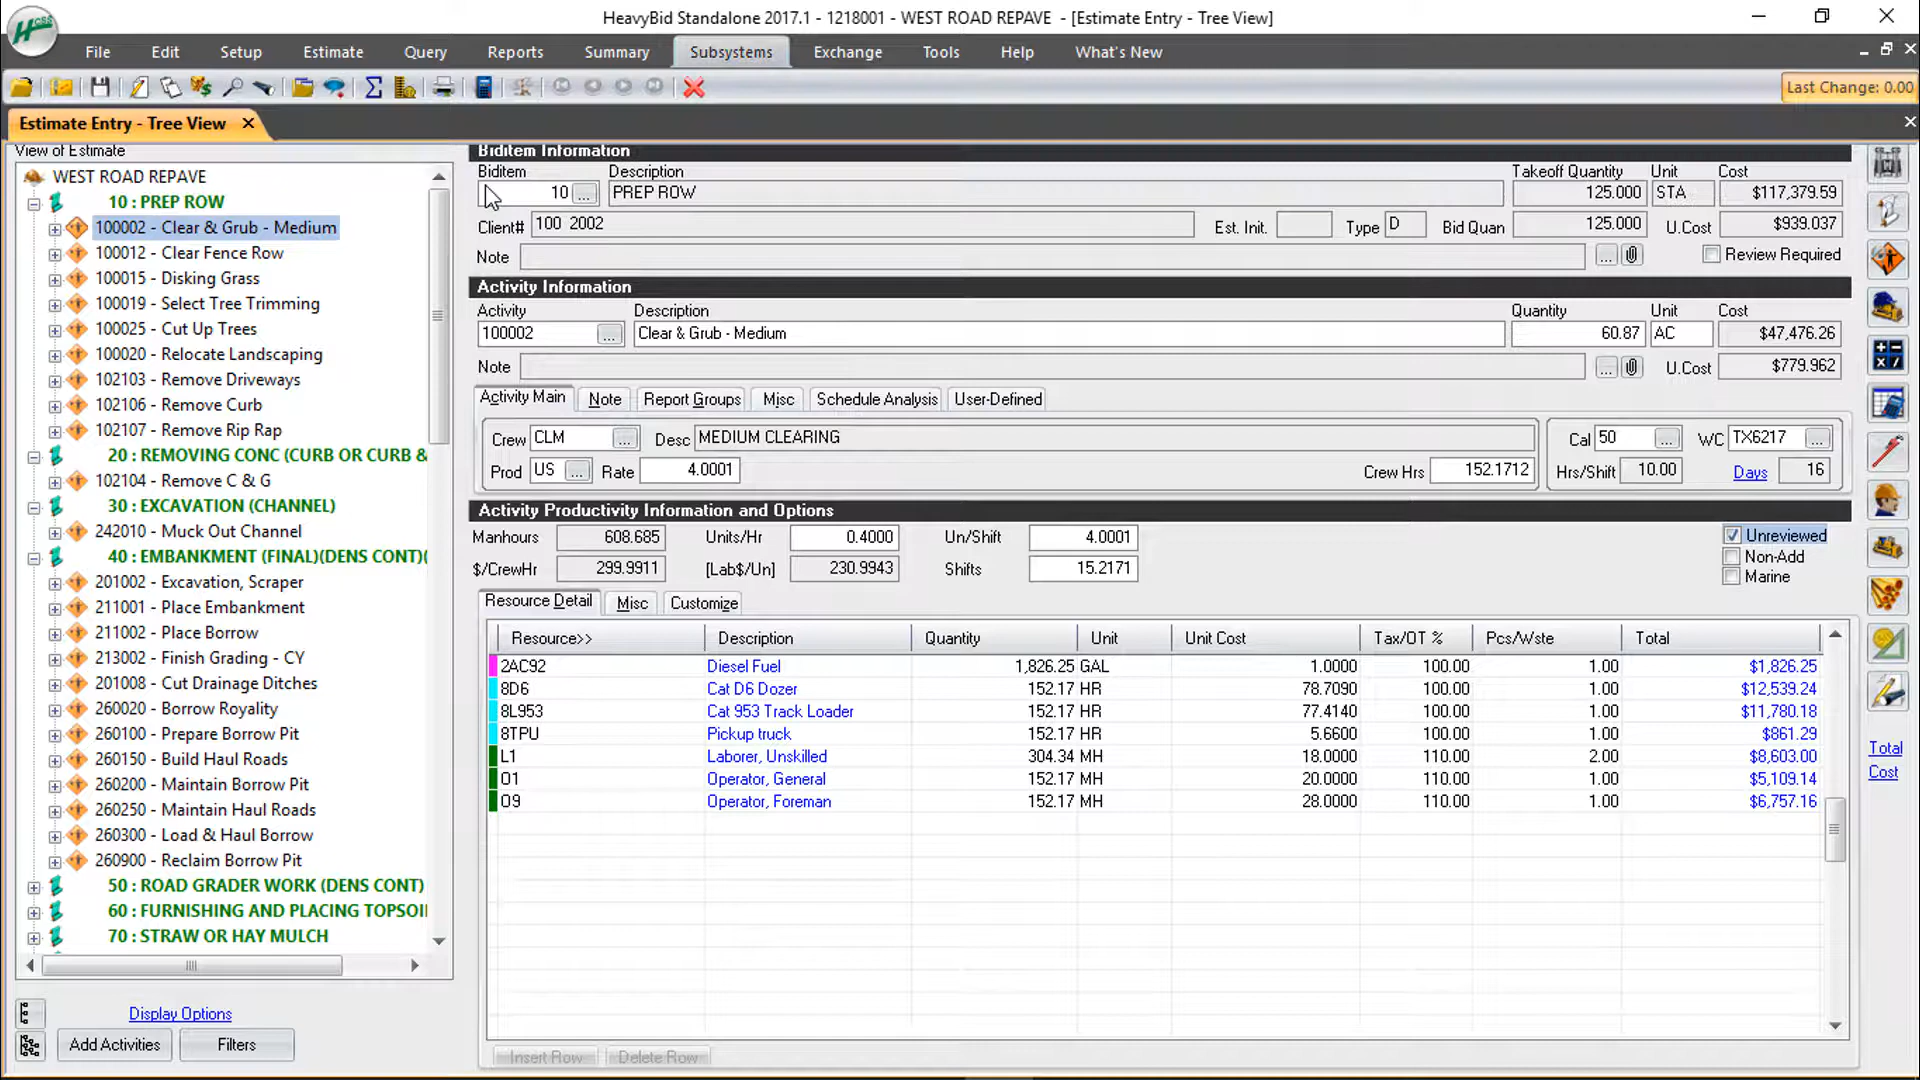 HeavyBid Standalone 2017.1 - 1218001 - WEST ROAD REPAVE - [Estimate Entry - Tree View]
HCSS
File Edit Setup Estimate Query Reports Summary Subsystems Exchange Tools Help What's New
Last Change: 0.00
Estimate Entry - Tree View
View of Estimate
WEST ROAD REPAVE
10 : PREP ROW
100002 - Clear & Grub - Medium
100012 - Clear Fence Row
100015 - Disking Grass
100019 - Select Tree Trimming
100025 - Cut Up Trees
100020 - Relocate Landscaping
102103 - Remove Driveways
102106 - Remove Curb
102107 - Remove Rip Rap
20 : REMOVING CONC (CURB OR CURB &
102104 - Remove C & G
30 : EXCAVATION (CHANNEL)
242010 - Muck Out Channel
40 : EMBANKMENT (FINAL)(DENS CONT)(
201002 - Excavation, Scraper
211001 - Place Embankment
211002 - Place Borrow
213002 - Finish Grading - CY
201008 - Cut Drainage Ditches
260020 - Borrow Royality
260100 - Prepare Borrow Pit
260150 - Build Haul Roads
260200 - Maintain Borrow Pit
260250 - Maintain Haul Roads
260300 - Load & Haul Borrow
260900 - Reclaim Borrow Pit
50 : ROAD GRADER WORK (DENS CONT)
60 : FURNISHING AND PLACING TOPSOI
70 : STRAW OR HAY MULCH
Display Options
Add Activities Filters
Biditem Information
Biditem Description Takeoff Quantity Unit Cost
10 ... PREP ROW 125.000 STA $117,379.59
Client# 100 2002 Est. Init. Type D Bid Quan 125.000 U.Cost $939.037
Note ... Review Required
Activity Information
Activity Description Quantity Unit Cost
100002 ... Clear & Grub - Medium 60.87 AC $47,476.26
Note ... U.Cost $779.962
Activity Main Note Report Groups Misc Schedule Analysis User-Defined
Crew CLM ... Desc MEDIUM CLEARING Cal 50 ... WC TX6217 ...
Prod US ... Rate 4.0001 Crew Hrs 152.1712 Hrs/Shift 10.00 Days 16
Activity Productivity Information and Options
Manhours 608.685 Units/Hr 0.4000 Un/Shift 4.0001 Unreviewed
Non-Add
$/CrewHr 299.9911 [Lab$/Un] 230.9943 Shifts 15.2171 Marine
Resource Detail Misc Customize
Resource>> Description Quantity Unit Unit Cost Tax/OT % Pcs/Wste Total
2AC92 Diesel Fuel 1,826.25 GAL 1.0000 100.00 1.00 $1,826.25
8D6 Cat D6 Dozer 152.17 HR 78.7090 100.00 1.00 $12,539.24
8L953 Cat 953 Track Loader 152.17 HR 77.4140 100.00 1.00 $11,780.18
8TPU Pickup truck 152.17 HR 5.6600 100.00 1.00 $861.29
L1 Laborer, Unskilled 304.34 MH 18.0000 110.00 2.00 $8,603.00
O1 Operator, General 152.17 MH 20.0000 110.00 1.00 $5,109.14
O9 Operator, Foreman 152.17 MH 28.0000 110.00 1.00 $6,757.16
Insert Row Delete Row
Total
Cost